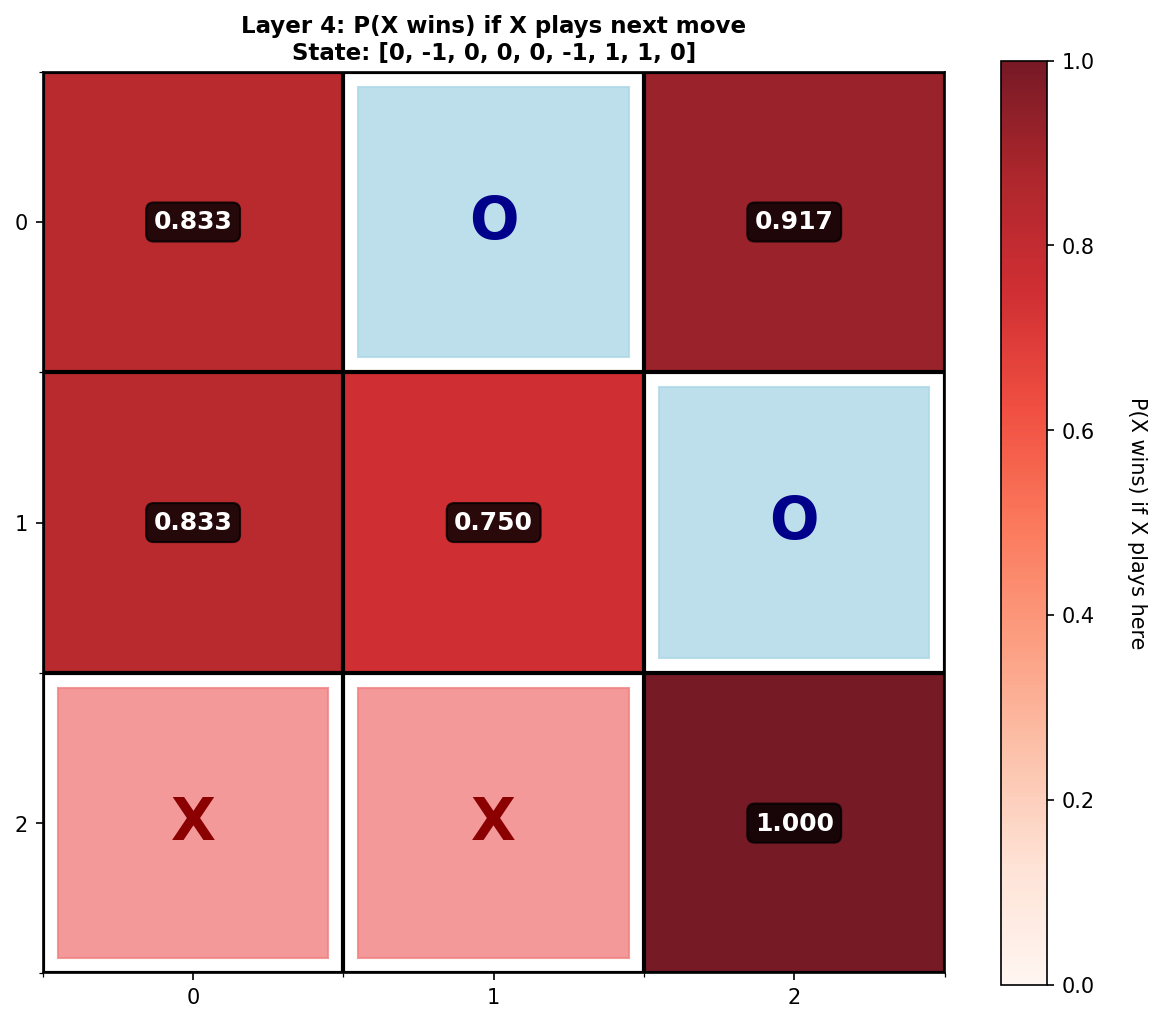 Layer 4: P(X wins) if X plays next move
State: [0, -1, 0, 0, 0, -1, 1, 1, 0]
0
0.833
O
0.917
1
0.833
0.750
O
2
X
X
1.000
0
1
2
1.0
0.8
0.6
0.4
0.2
0.0
P(X wins) if X plays here